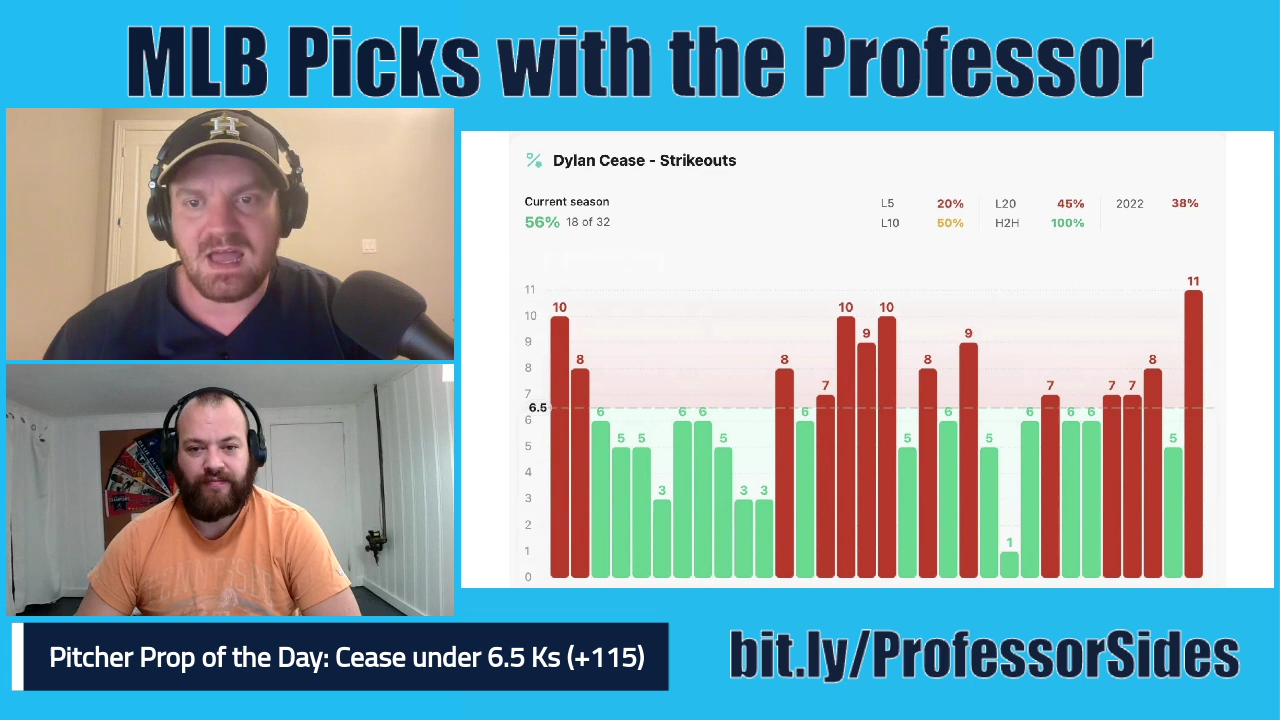 MLB Picks with the Professor
H
Dylan Cease - Strikeouts
Current season
56% 18 of 32
L5 20% L20 45% 2022 38%
L10 50% H2H 100%
11
10
9
8
7
6.5
6
5
4
3
2
1
0
10 8 6 5 5 3 6 6 5 3 3 8 6 7 10 9 10 5 8 6 9 5 1 6 7 6 6 7 7 8 5 11
Pitcher Prop of the Day: Cease under 6.5 Ks (+115)
bit.ly/ProfessorSides